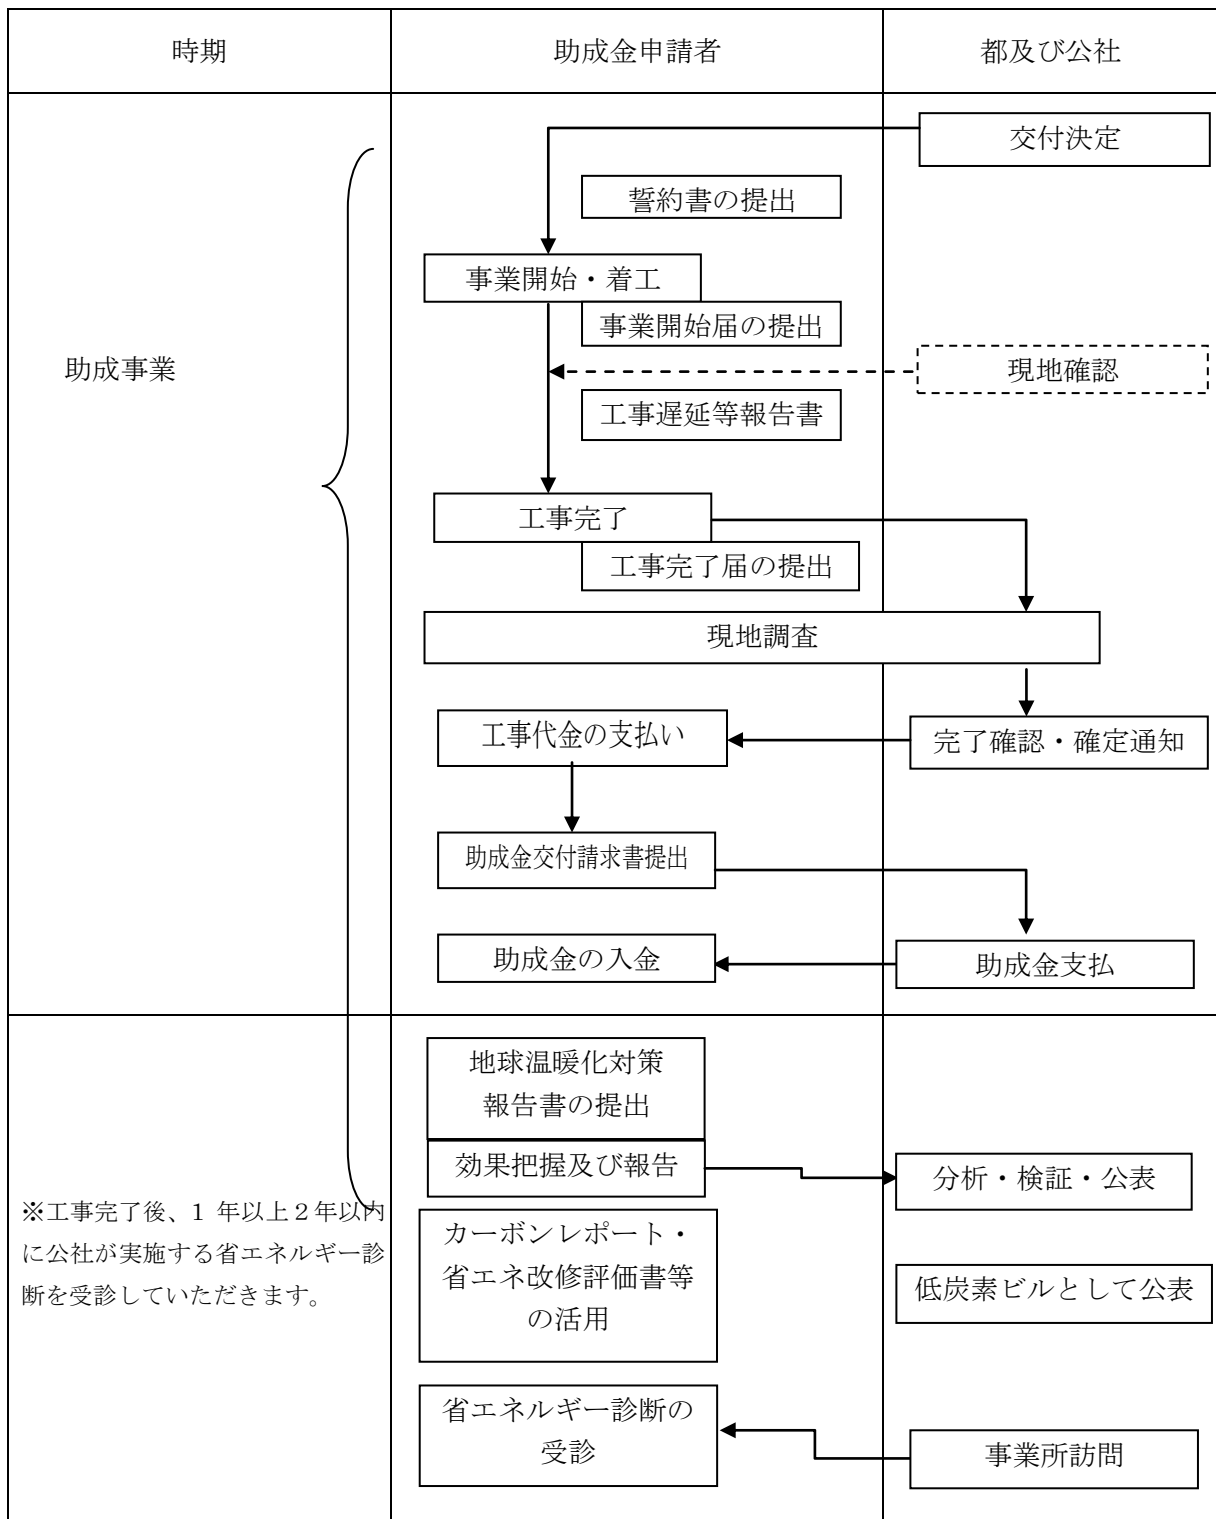 時期
助成金申請者
都及び公社
交付決定
誓約書の提出
事業開始・着工
事業開始届の提出
助成事業
現地確認
工事遅延等報告書
工事完了
工事完了届の提出
現地調査
工事代金の支払い
完了確認・確定通知
助成金交付請求書提出
助成金の入金
助成金支払
地球温暖化対策
報告書の提出
効果把握及び報告
分析・検証・公表
※工事完了後、1 年以上２年以内
に公社が実施する省エネルギー診
断を受診していただきます。
カーボンレポート・
省エネ改修評価書等
の活用
低炭素ビルとして公表
省エネルギー診断の
受診
事業所訪問